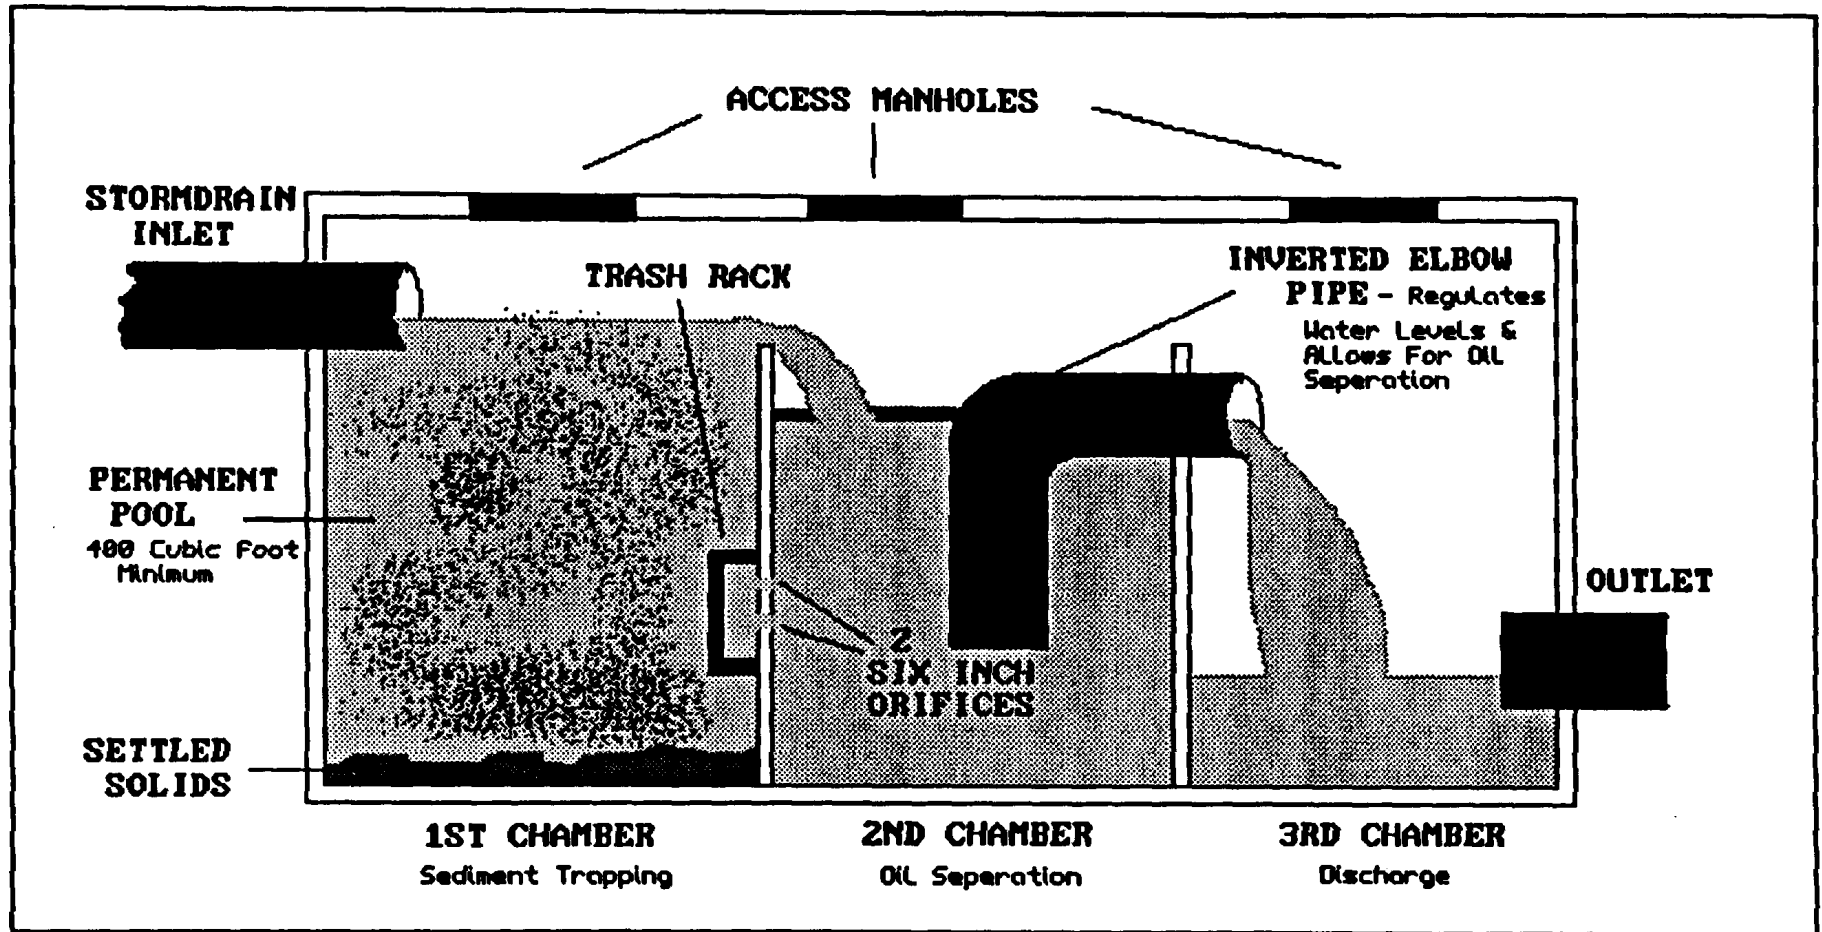 ACCESS MANHOLES
STORMDRAIN
INLET
TRASH RACK
INVERTED ELBOW
PIPE - Regulates
Water Levels &
Allows For Oil
Seperation
PERMANENT
POOL
400 Cubic Foot
Minimum
OUTLET
2
SIX INCH
ORIFICES
SETTLED
SOLIDS
1ST CHAMBER
Sediment Trapping
2ND CHAMBER
Oil Seperation
3RD CHAMBER
Discharge